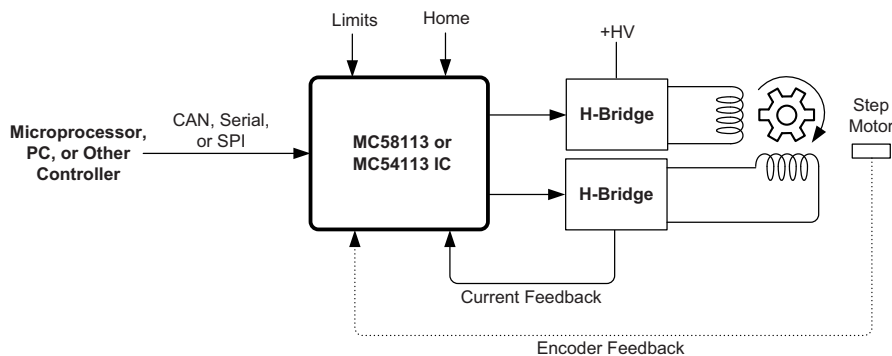 Limits
Home
+HV
CAN, Serial,
or SPI
Microprocessor,
PC, or Other
Controller
MC58113 or
MC54113 IC
H-Bridge
H-Bridge
Step
Motor
Current Feedback
Encoder Feedback